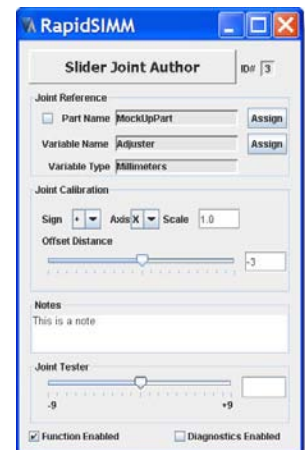 RapidSIMM
Slider Joint Author ID# 3
Joint Reference
Part Name MockUpPart Assign
Variable Name Adjuster Assign
Variable Type Millimeters
Joint Calibration
Sign + Axis X Scale 1.0
Offset Distance
-3
Notes
This is a note
Joint Tester
-9 +9
Function Enabled Diagnostics Enabled